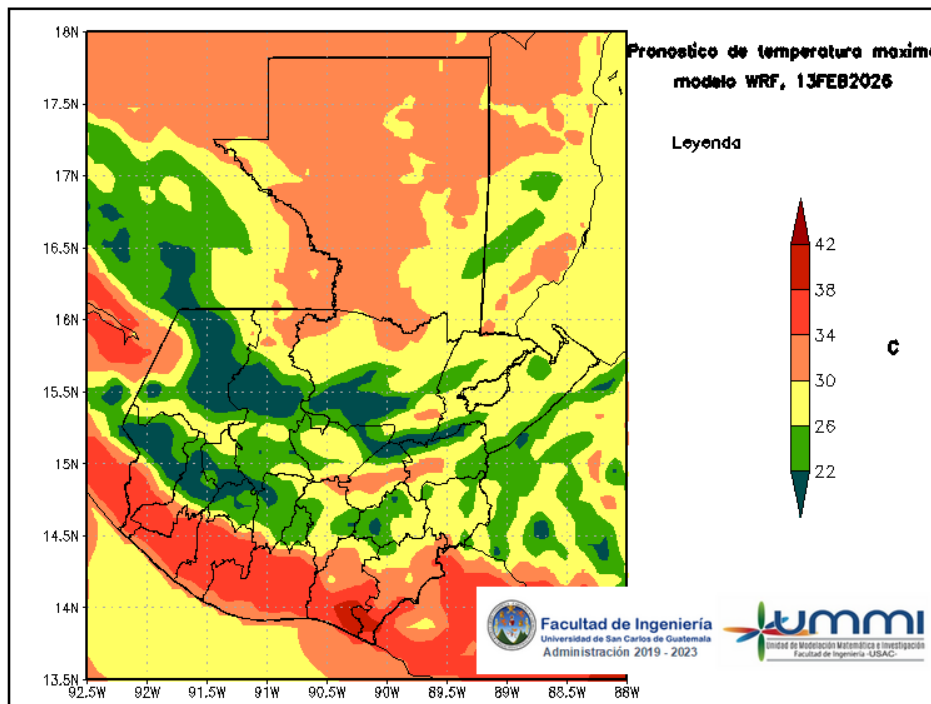 Pronostico de temperatura maxima
modelo WRF, 13FEB2026
Leyenda
42
38
34
30
26
22
C
18N
17.5N
17N
16.5N
16N
15.5N
15N
14.5N
14N
13.5N
92.5W
92W
91.5W
91W
90.5W
90W
89.5W
89W
88.5W
88W
Facultad de Ingeniería
Universidad de San Carlos de Guatemala
Administración 2019 - 2023
UMMI
Unidad de Modelación Matemática e Investigación
Facultad de Ingeniería -USAC-